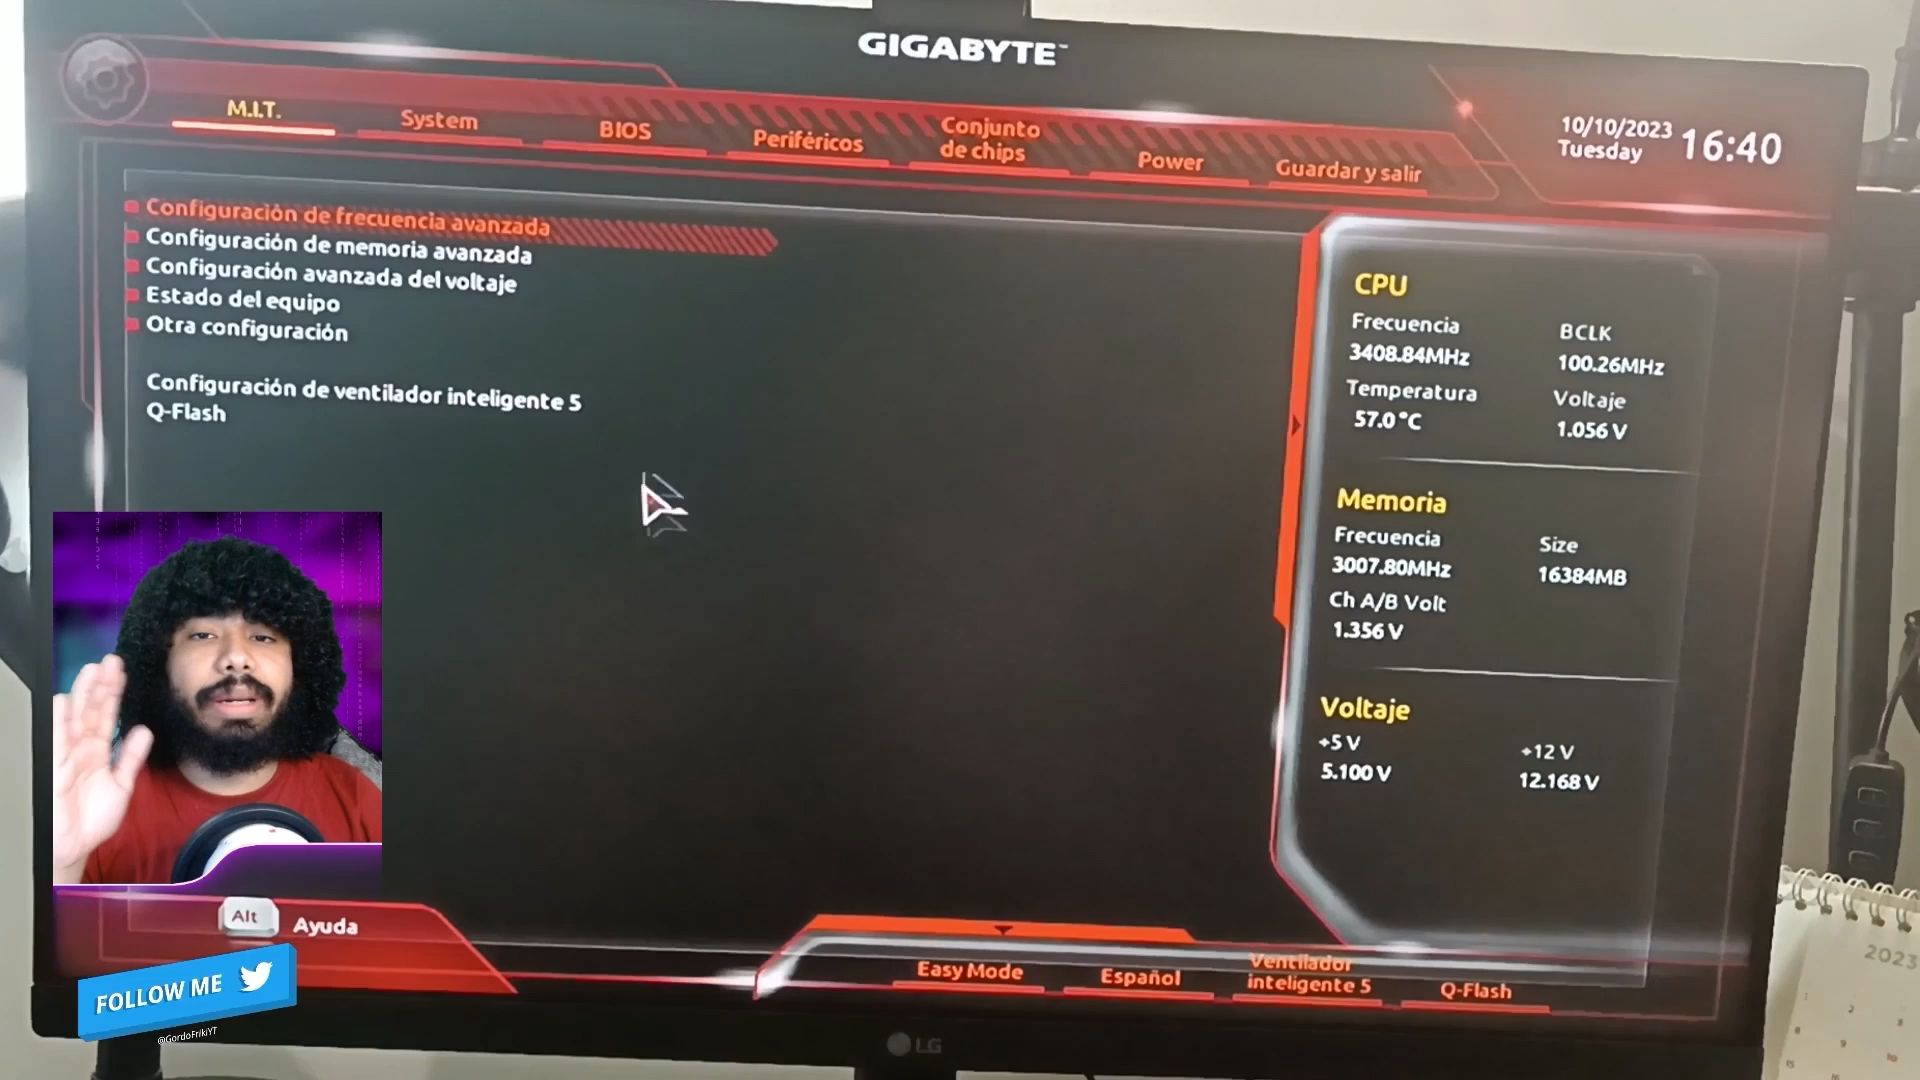 GIGABYTE™
M.I.T.
System
BIOS
Periféricos
Conjunto
de chips
Power
Guardar y salir
10/10/2023
Tuesday
16:40
Configuración de frecuencia avanzada
Configuración de memoria avanzada
Configuración avanzada del voltaje
Estado del equipo
Otra configuración
Configuración de ventilador inteligente 5
Q-Flash
CPU
Frecuencia
BCLK
3408.84MHz
100.26MHz
Temperatura
Voltaje
57.0 °C
1.056 V
Memoria
Frecuencia
Size
3007.80MHz
16384MB
Ch A/B Volt
1.356 V
Voltaje
+5 V
+12 V
5.100 V
12.168 V
Alt
Ayuda
Easy Mode
Español
Ventilador
inteligente 5
Q-Flash
FOLLOW ME
@GordoFrikiYT
LG
2023